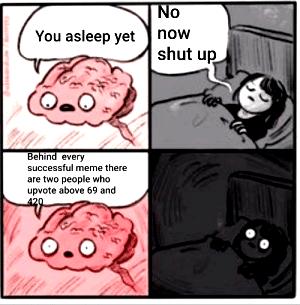 You asleep yet
No
now
shut up
Behind every
successful meme there
are two people who
upvote above 69 and
420